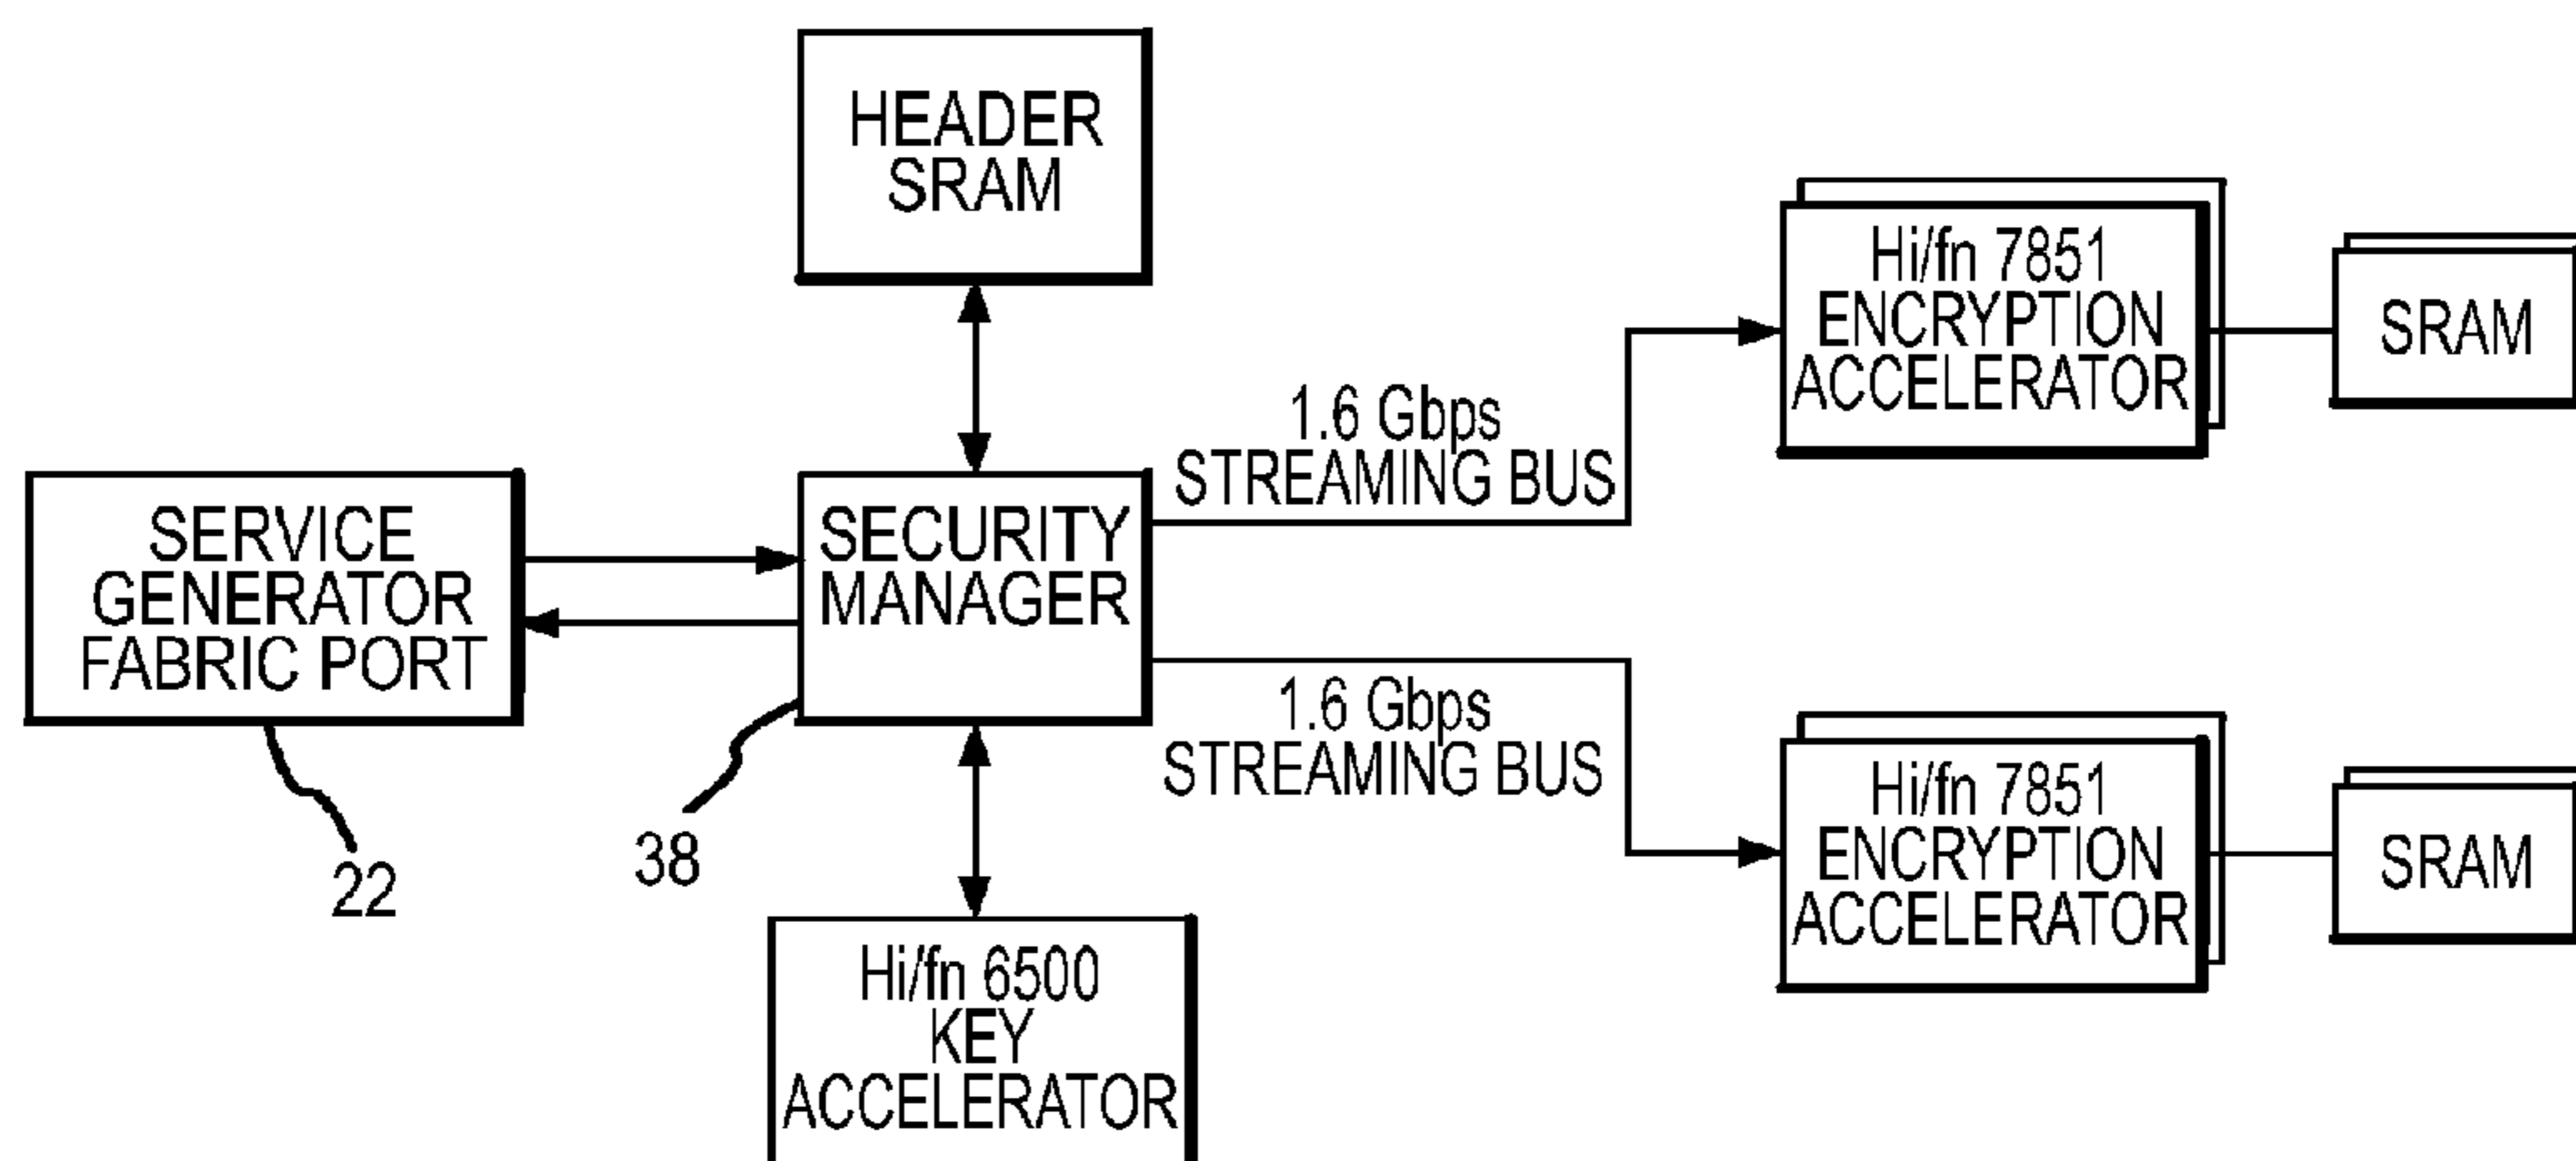 HEADER
SRAM
Hi/fn 7851
ENCRYPTION
ACCELERATOR
SRAM
1.6 Gbps
STREAMING BUS
SERVICE
GENERATOR
FABRIC PORT
SECURITY
MANAGER
1.6 Gbps
STREAMING BUS
Hi/fn 7851
ENCRYPTION
ACCELERATOR
SRAM
22
38
Hi/fn 6500
KEY
ACCELERATOR